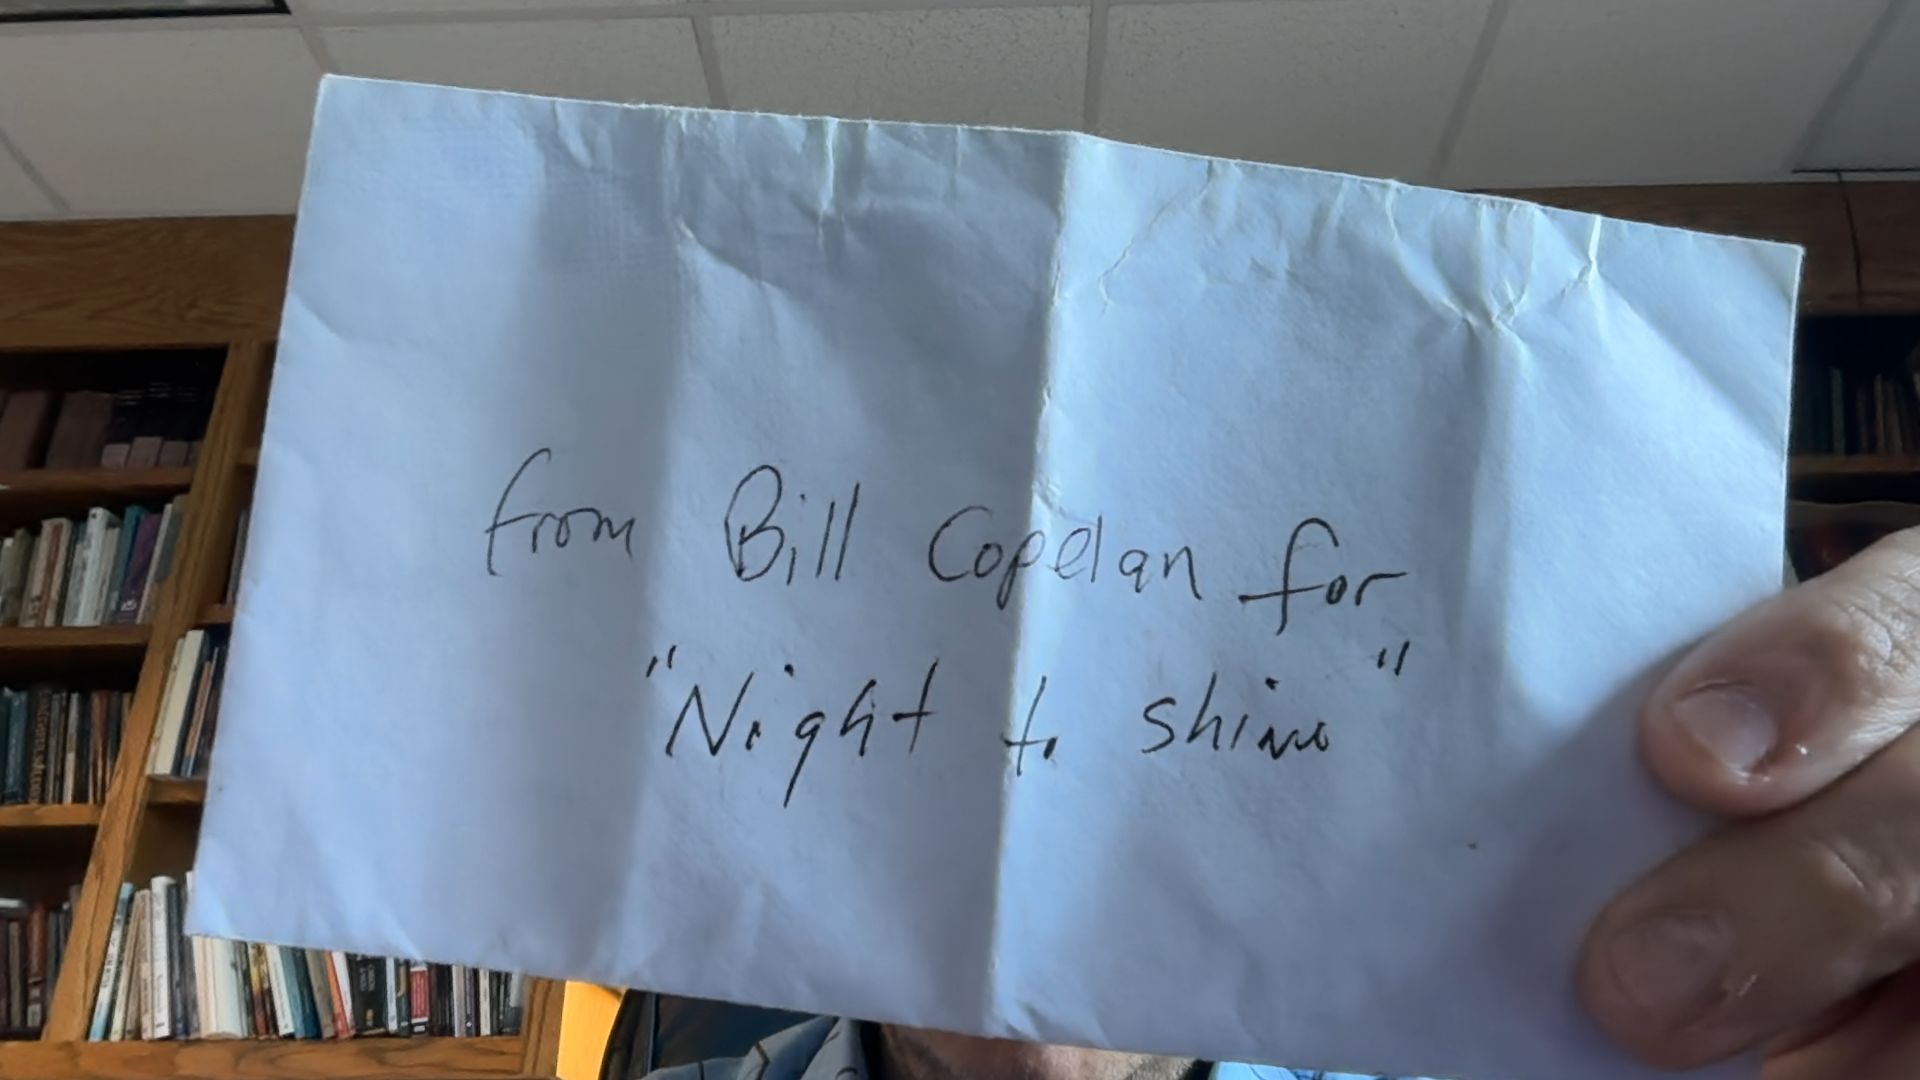 from Bill Copelan for
"Night to shine"